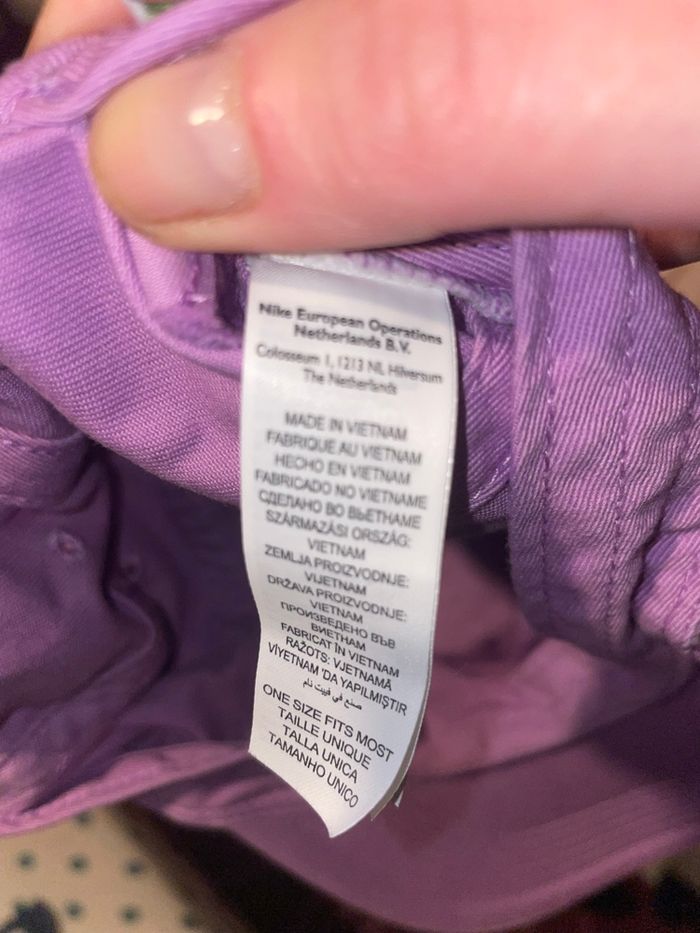 Nike European Operations
Netherlands B.V.
Colosseum 1, 1213 NL Hilversum
The Netherlands
MADE IN VIETNAM
FABRIQUE AU VIETNAM
HECHO EN VIETNAM
FABRICADO NO VIETNAME
СДЕЛАНО ВО ВЬЕТНАМЕ
SZÁRMAZÁSI ORSZÁG:
VIETNAM
ZEMLJA PROIZVODNJE:
VIJETNAM
DRŽAVA PROIZVODNJE:
VIETNAM
ПРОИЗВЕДЕНО ВЪВ
ВИЕТНАМ
FABRICAT ÎN VIETNAM
RAŽOTS: VJETNAMĀ
VİYETNAM 'DA YAPILMIŞTIR
صنع في فييت نام
ONE SIZE FITS MOST
TAILLE UNIQUE
TALLA UNICA
TAMANHO UNICO